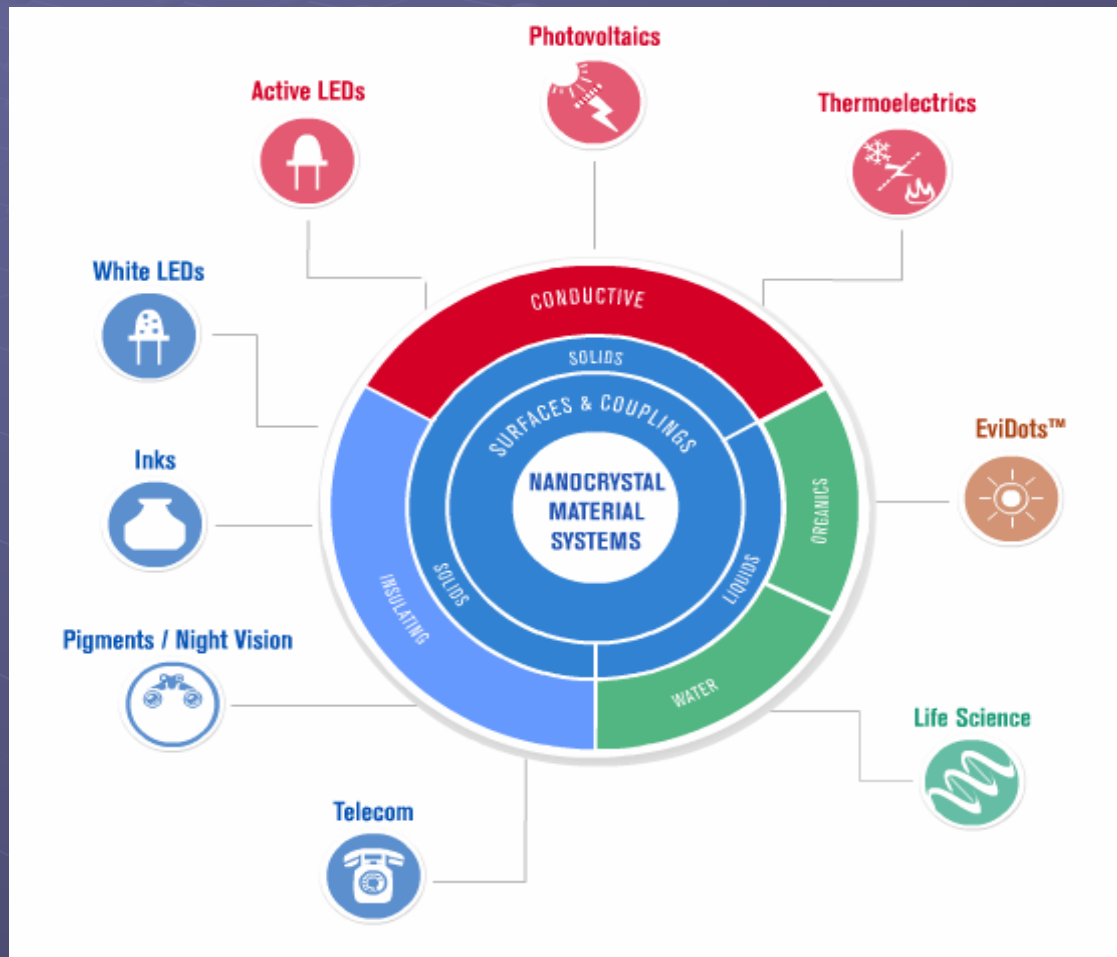 Photovoltaics
Active LEDs
Thermoelectrics
White LEDs
CONDUCTIVE
SOLIDS
SURFACES & COUPLINGS
EviDots™
Inks
NANOCRYSTAL
MATERIAL
SYSTEMS
ORGANICS
SOLIDS
LIQUIDS
INSULATING
Pigments / Night Vision
WATER
Life Science
Telecom